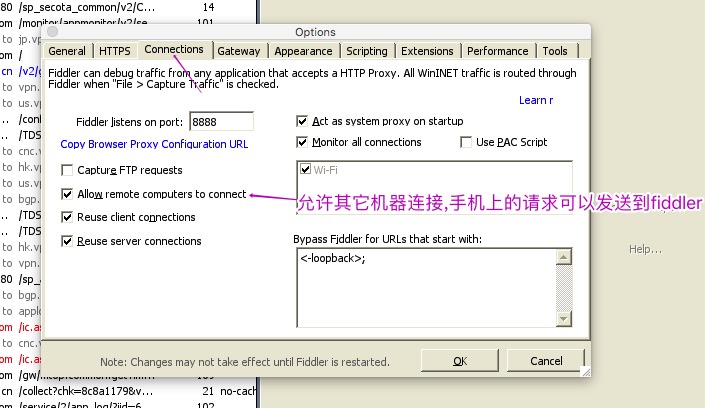 80 /sp_secota_common/v2/C... 14
Options
om /appmonitor/v2/se... 101
to jp.vp
om /
General HTTPS Connections Gateway Appearance Scripting Extensions Performance Tools
cn /v2/g
Fiddler can debug traffic from any application that accepts a HTTP Proxy. All WinINET traffic is routed through
Fiddler when "File > Capture Traffic" is checked.
to vpn.
to us.vp
Learn r
to bgp.
.. /conf
Fiddler listens on port: 8888
Act as system proxy on startup
.. /TDS
Copy Browser Proxy Configuration URL
Monitor all connections
Use PAC Script
to cnc.v
to hk.vp
Capture FTP requests
Wi-Fi
to us.vp
Allow remote computers to connect
允许其它机器连接,手机上的请求可以发送到fiddler
to bgp.
Reuse client connections
.. /TDS
Reuse server connections
Bypass Fiddler for URLs that start with:
to hk.v
Help...
to vpn.
<-loopback>;
80 /sp_
to bgp.
to applo
om /ic.as
to cnc.v
om /ic.as
Note: Changes may not take effect until Fiddler is restarted.
OK
Cancel
om /gw/
cn /collect?chk=8c8a1179&v... 21 no-cach
om /service/2/app_log/?iid=6... 102